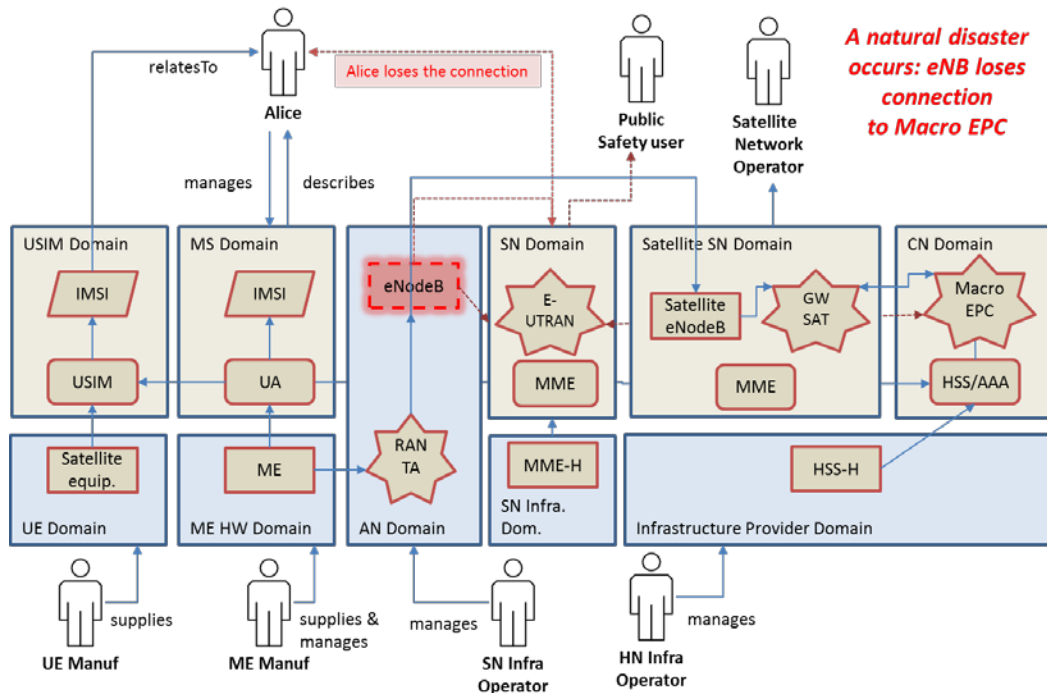 A natural disaster
occurs: eNB loses
connection
to Macro EPC
relatesTo
Alice loses the connection
Alice
Public
Safety user
Satellite
Network
Operator
manages
describes
USIM Domain
MS Domain
SN Domain
Satellite SN Domain
CN Domain
IMSI
IMSI
eNodeB
E-
UTRAN
Satellite
eNodeB
GW
SAT
Macro
EPC
USIM
UA
MME
MME
HSS/AAA
Satellite
equip.
ME
RAN
TA
MME-H
HSS-H
UE Domain
ME HW Domain
AN Domain
SN Infra.
Dom.
Infrastructure Provider Domain
supplies
supplies &
manages
manages
manages
UE Manuf
ME Manuf
SN Infra
Operator
HN Infra
Operator